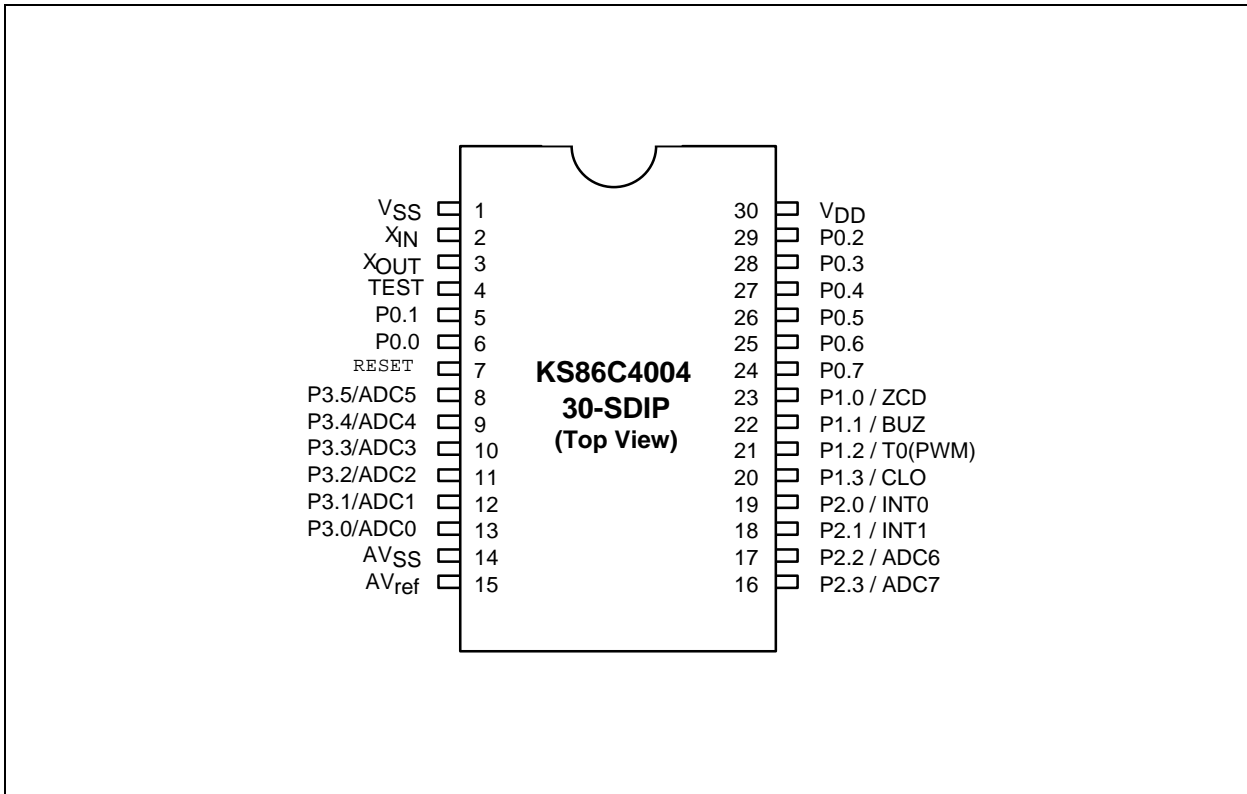 VSS 1
XIN 2
XOUT 3
TEST 4
P0.1 5
P0.0 6
RESET 7
P3.5/ADC5 8
P3.4/ADC4 9
P3.3/ADC3 10
P3.2/ADC2 11
P3.1/ADC1 12
P3.0/ADC0 13
AVSS 14
AVref 15
KS86C4004
30-SDIP
(Top View)
30 VDD
29 P0.2
28 P0.3
27 P0.4
26 P0.5
25 P0.6
24 P0.7
23 P1.0 / ZCD
22 P1.1 / BUZ
21 P1.2 / T0(PWM)
20 P1.3 / CLO
19 P2.0 / INT0
18 P2.1 / INT1
17 P2.2 / ADC6
16 P2.3 / ADC7